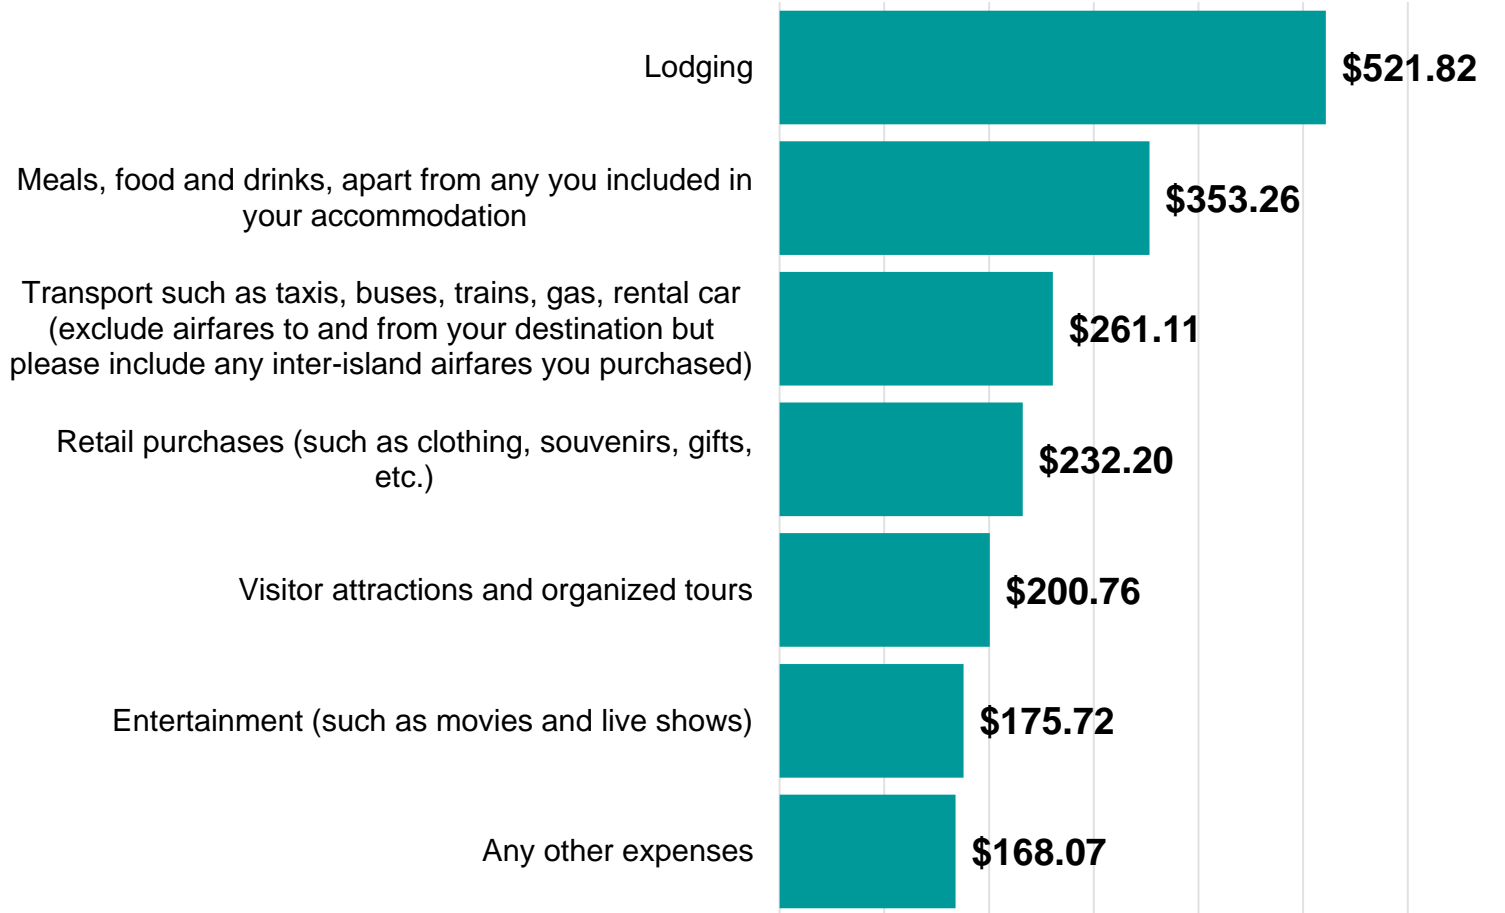 Lodging
$521.82
Meals, food and drinks, apart from any you included in
your accommodation
$353.26
Transport such as taxis, buses, trains, gas, rental car
(exclude airfares to and from your destination but
please include any inter-island airfares you purchased)
$261.11
Retail purchases (such as clothing, souvenirs, gifts,
etc.)
$232.20
Visitor attractions and organized tours
$200.76
Entertainment (such as movies and live shows)
$175.72
Any other expenses
$168.07